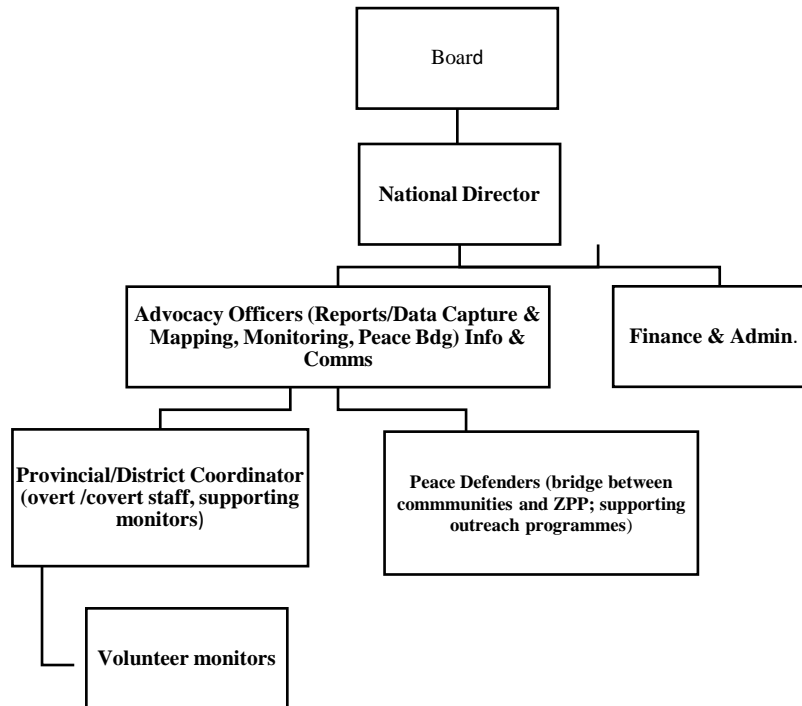 Board
National Director
Advocacy Officers (Reports/Data Capture &
Mapping, Monitoring, Peace Bdg) Info &
Comms
Finance & Admin.
Provincial/District Coordinator
(overt /covert staff, supporting
monitors)
Peace Defenders (bridge between
commmunities and ZPP; supporting
outreach programmes)
Volunteer monitors